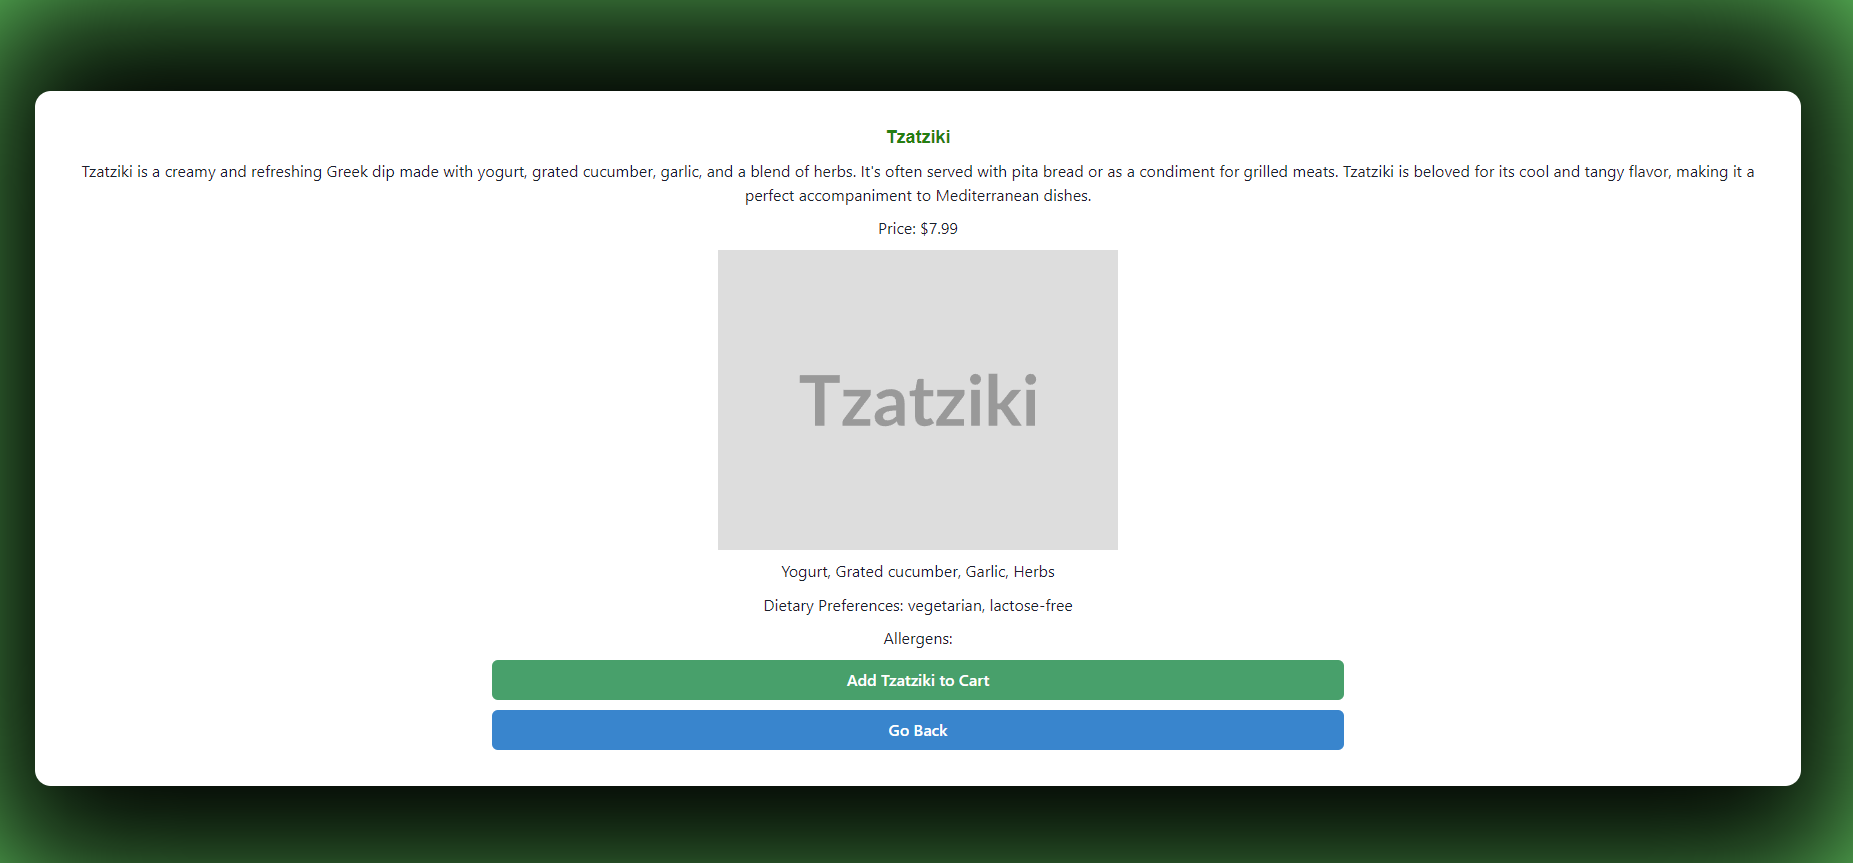 Tzatziki
Tzatziki is a creamy and refreshing Greek dip made with yogurt, grated cucumber, garlic, and a blend of herbs. It's often served with pita bread or as a condiment for grilled meats. Tzatziki is beloved for its cool and tangy flavor, making it a
perfect accompaniment to Mediterranean dishes.
Price: $7.99
Tzatziki
Yogurt, Grated cucumber, Garlic, Herbs
Dietary Preferences: vegetarian, lactose-free
Allergens:
Add Tzatziki to Cart
Go Back